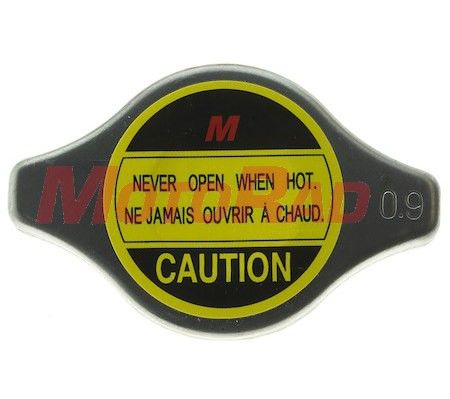 M
NEVER OPEN WHEN HOT.
NE JAMAIS OUVRIR À CHAUD.
MOTORAD
0.9
CAUTION